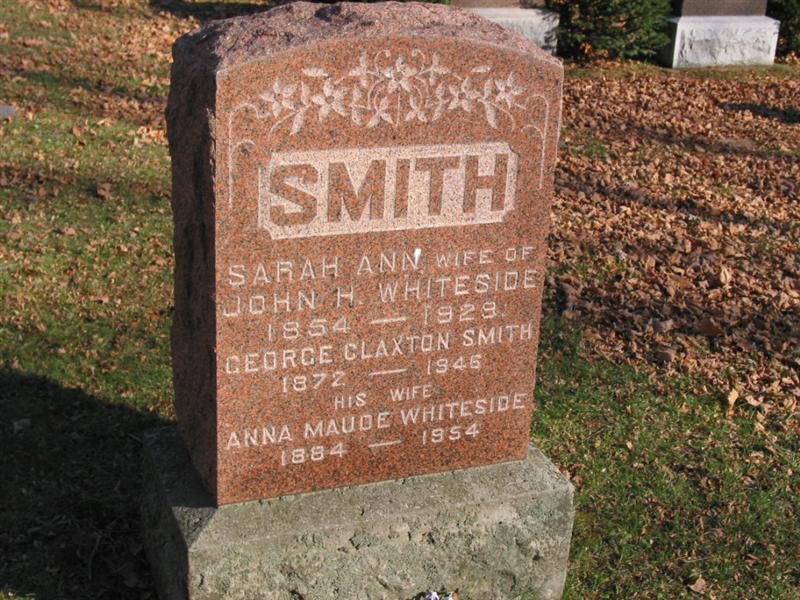 SMITH
SARAH ANN, WIFE OF
JOHN H. WHITESIDE
1854 — 1929.
GEORGE CLAXTON SMITH
1872 — 1946
HIS WIFE
ANNA MAUDE WHITESIDE
1884 — 1954